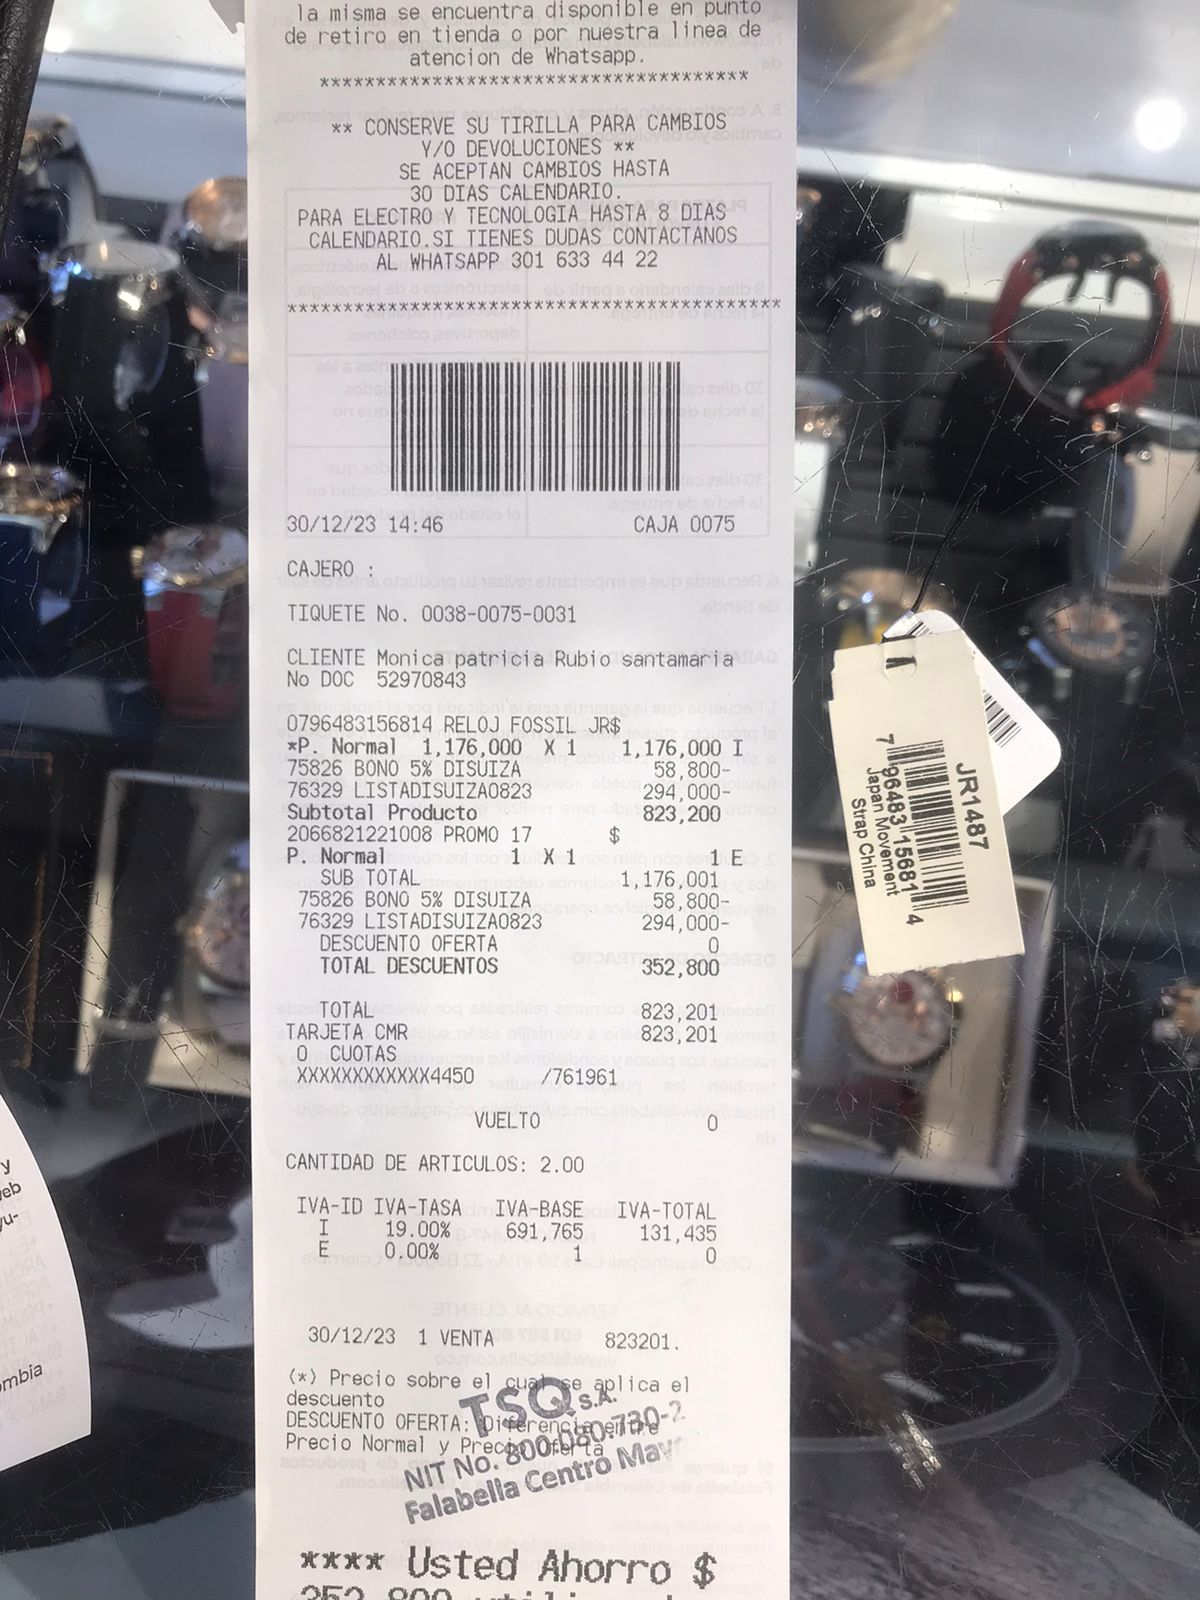 la misma se encuentra disponible en punto
de retiro en tienda o por nuestra linea de
atencion de Whatsapp.
****************************************
** CONSERVE SU TIRILLA PARA CAMBIOS
Y/O DEVOLUCIONES **
SE ACEPTAN CAMBIOS HASTA
30 DIAS CALENDARIO.
PARA ELECTRO Y TECNOLOGIA HASTA 8 DIAS
CALENDARIO.SI TIENES DUDAS CONTACTANOS
AL WHATSAPP 301 633 44 22
********************************************
30/12/23 14:46 CAJA 0075
CAJERO :
TIQUETE No. 0038-0075-0031
CLIENTE Monica patricia Rubio santamaria
No DOC 52970843
0796483156814 RELOJ FOSSIL JR$
*P. Normal 1,176,000 X 1 1,176,000 I
75826 BONO 5% DISUIZA 58,800-
76329 LISTADISUIZA0823 294,000-
Subtotal Producto 823,200
2066821221008 PROMO 17 $
P. Normal 1 X 1 1 E
SUB TOTAL 1,176,001
75826 BONO 5% DISUIZA 58,800-
76329 LISTADISUIZA0823 294,000-
DESCUENTO OFERTA 0
TOTAL DESCUENTOS 352,800
TOTAL 823,201
TARJETA CMR 823,201
0 CUOTAS
XXXXXXXXXXXX4450 /761961
VUELTO 0
CANTIDAD DE ARTICULOS: 2.00
IVA-ID IVA-TASA IVA-BASE IVA-TOTAL
I 19.00% 691,765 131,435
E 0.00% 1 0
30/12/23 1 VENTA 823201.
(*) Precio sobre el cual se aplica el
descuento
DESCUENTO OFERTA: Diferencia entre
Precio Normal y Precio Oferta
TSQ S.A.
NIT No. 800-080-730-2
Falabella Centro
**** Usted Ahorro $
352,800
JR1487
7 96483 15681 4
Japan Movement
Strap China